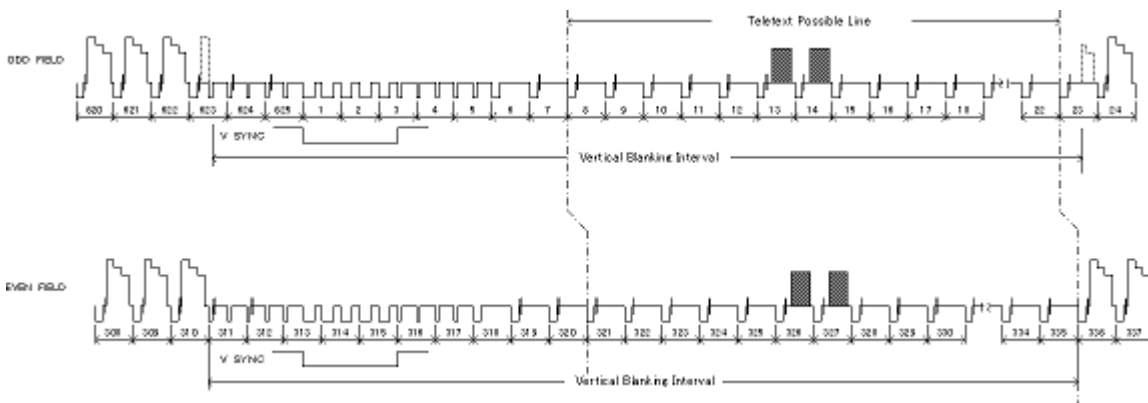 Teletext Possible Line
ODD FIELD
620 621 622 623 624 625 1 2 3 4 5 6 7 8 9 10 11 12 13 14 15 16 17 18 22 23 24
V SYNC
Vertical Blanking Interval
EVEN FIELD
308 309 310 311 312 313 314 315 316 317 318 319 320 321 322 323 324 325 326 327 328 329 330 334 335 336 337
V SYNC
Vertical Blanking Interval